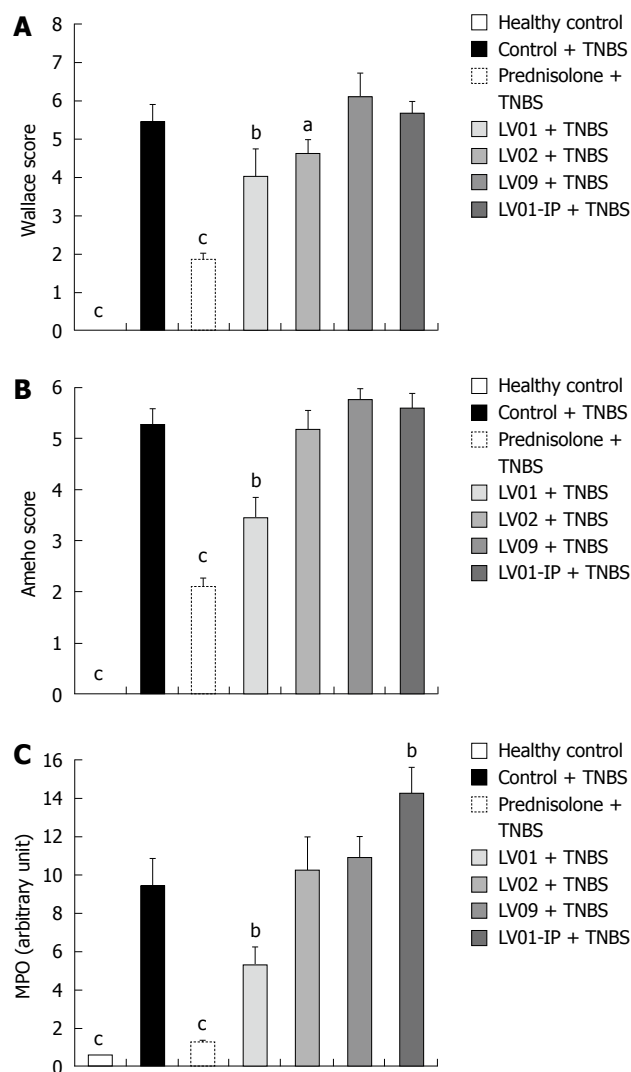 A
Wallace score
8
7
6
5
4
3
2
1
0
c
c
b
a
Healthy control
Control + TNBS
Prednisolone +
TNBS
LV01 + TNBS
LV02 + TNBS
LV09 + TNBS
LV01-IP + TNBS
B
Ameho score
6
5
4
3
2
1
0
c
c
b
Healthy control
Control + TNBS
Prednisolone +
TNBS
LV01 + TNBS
LV02 + TNBS
LV09 + TNBS
LV01-IP + TNBS
C
MPO (arbitrary unit)
16
14
12
10
8
6
4
2
0
c
c
b
b
Healthy control
Control + TNBS
Prednisolone +
TNBS
LV01 + TNBS
LV02 + TNBS
LV09 + TNBS
LV01-IP + TNBS